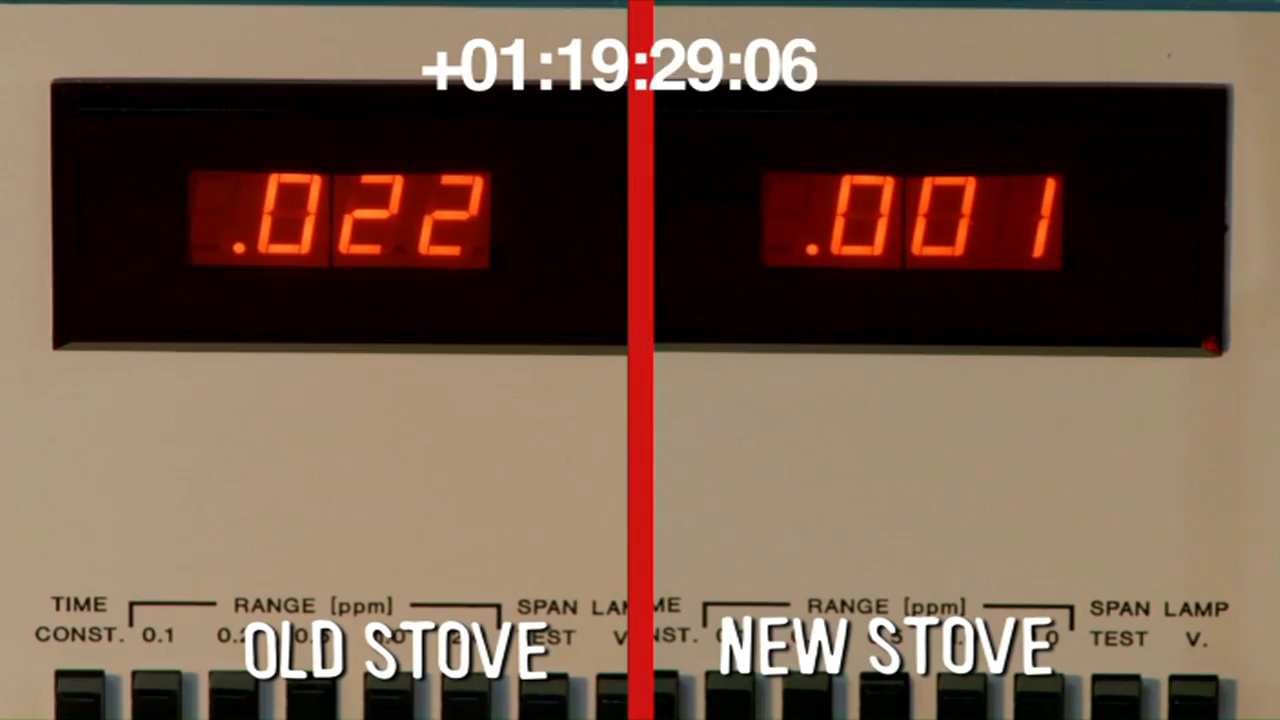 +01:19:29:06
.022
.001
TIME RANGE [ppm] SPAN
CONST. 0.1
RANGE [ppm] SPAN LAMP
TEST V.
OLD STOVE
NEW STOVE